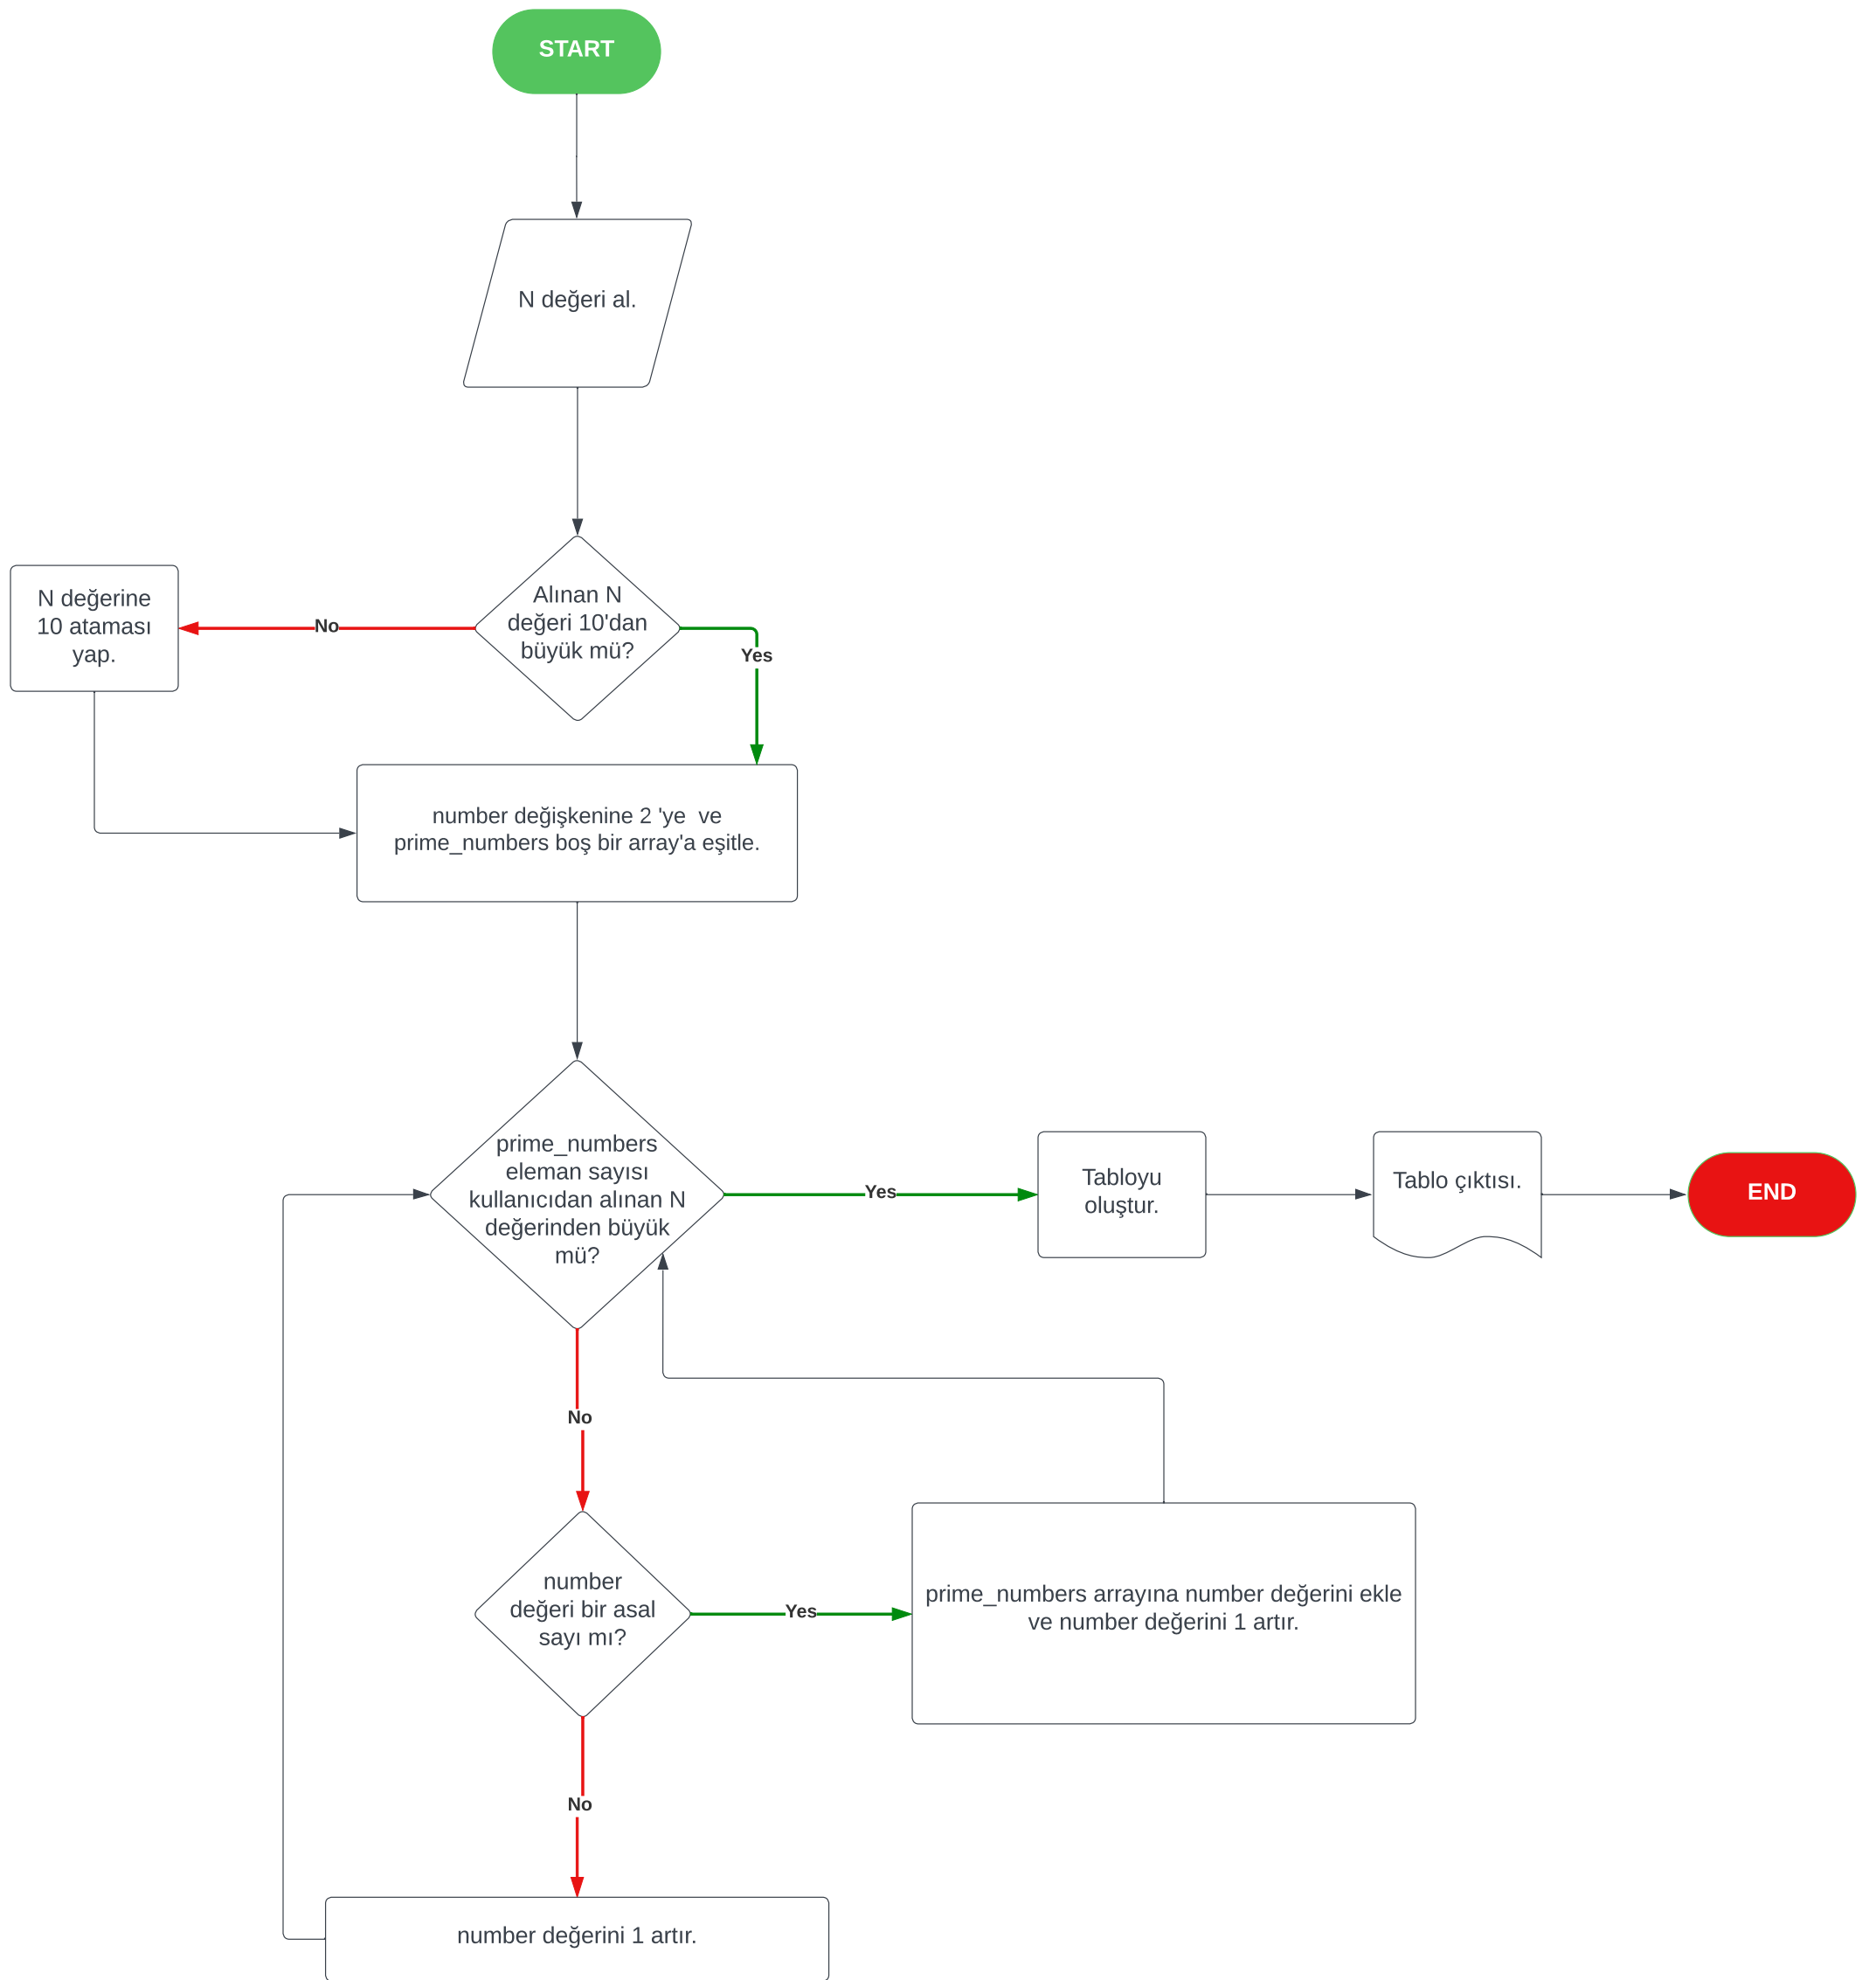 START
N değeri al.
Alınan N
değeri 10'dan
büyük mü?
No
Yes
N değerine
10 ataması
yap.
number değişkenine 2 'ye  ve
prime_numbers boş bir array'a eşitle.
prime_numbers
eleman sayısı
kullanıcıdan alınan N
değerinden büyük
mü?
Yes
Tabloyu
oluştur.
Tablo çıktısı.
END
No
number
değeri bir asal
sayı mı?
Yes
prime_numbers arrayına number değerini ekle
ve number değerini 1 artır.
No
number değerini 1 artır.